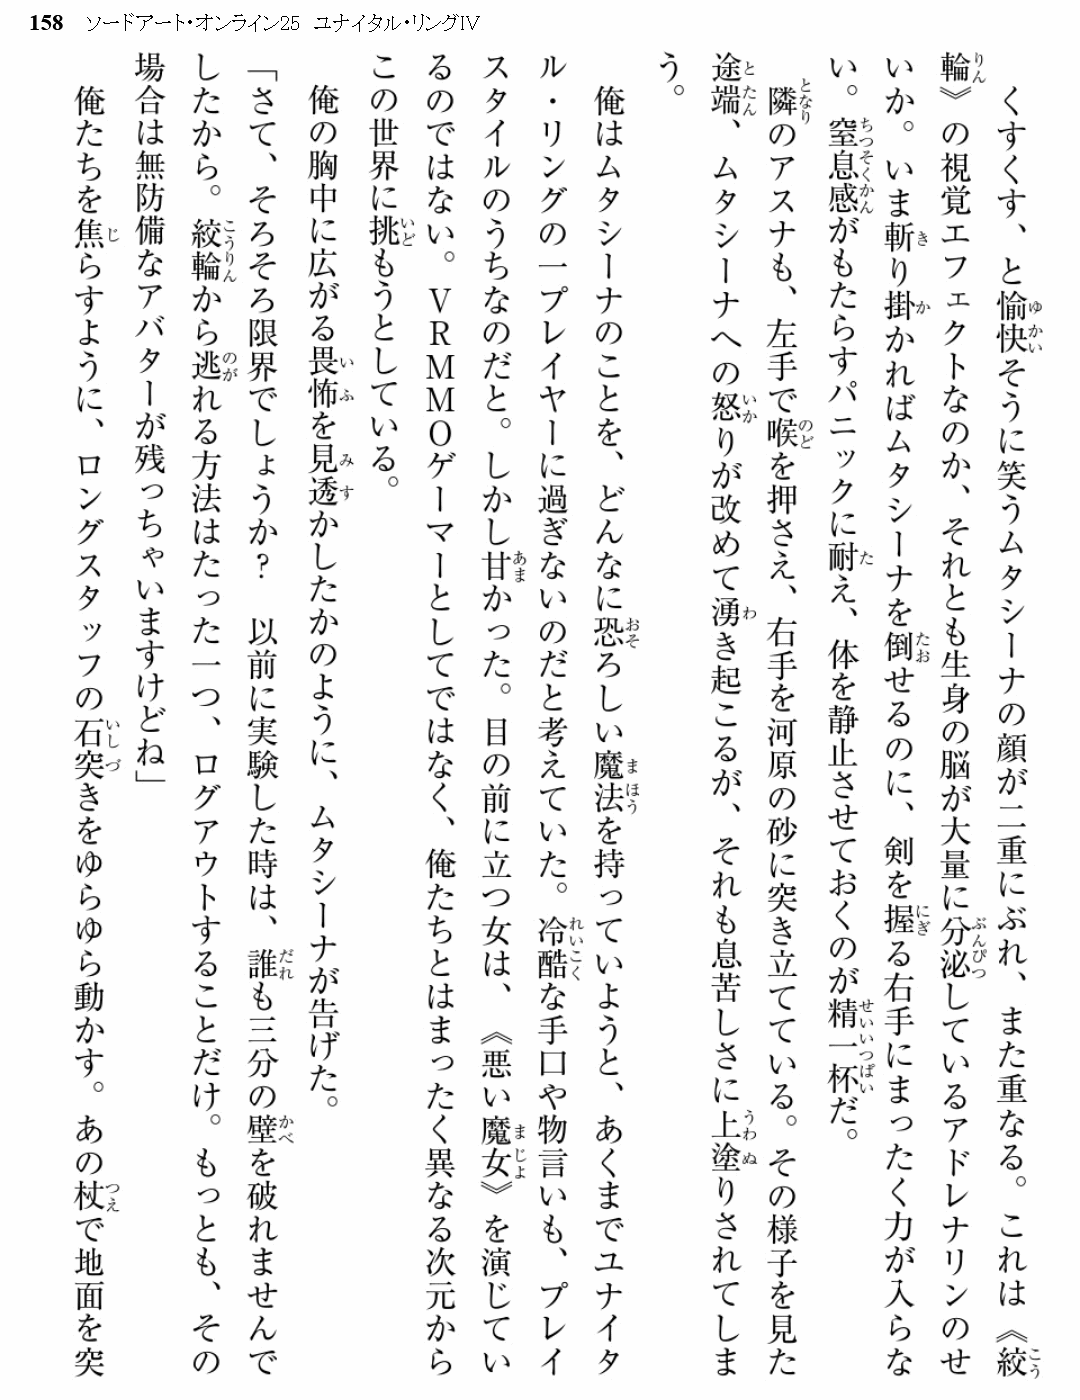 158 ソードアート・オンライン25 ユナイタル・リングⅣ
くすくす、と愉快そうに笑うムタシーナの顔が二重にぶれ、また重なる。これは《絞
輪》の視覚エフェクトなのか、それとも生身の脳が大量に分泌しているアドレナリンのせ
いか。いま斬り掛かればムタシーナを倒せるのに、剣を握る右手にまったく力が入らな
い。窒息感がもたらすパニックに耐え、体を静止させておくのが精一杯だ。
隣のアスナも、左手で喉を押さえ、右手を河原の砂に突き立てている。その様子を見た
途端、ムタシーナへの怒りが改めて湧き起こるが、それも息苦しさに上塗りされてしま
う。
俺はムタシーナのことを、どんなに恐ろしい魔法を持っていようと、あくまでユナイタ
ル・リングの一プレイヤーに過ぎないのだと考えていた。冷酷な手口や物言いも、プレイ
スタイルのうちなのだと。しかし甘かった。目の前に立つ女は、《悪い魔女》を演じてい
るのではない。ＶＲＭＭＯゲーマーとしてではなく、俺たちとはまったく異なる次元から
この世界に挑もうとしている。
俺の胸中に広がる畏怖を見透かしたかのように、ムタシーナが告げた。
「さて、そろそろ限界でしょうか？　以前に実験した時は、誰も三分の壁を破れませんで
したから。絞輪から逃れる方法はたった一つ、ログアウトすることだけ。もっとも、その
場合は無防備なアバターが残っちゃいますけどね」
俺たちを焦らすように、ロングスタッフの石突きをゆらゆら動かす。あの杖で地面を突